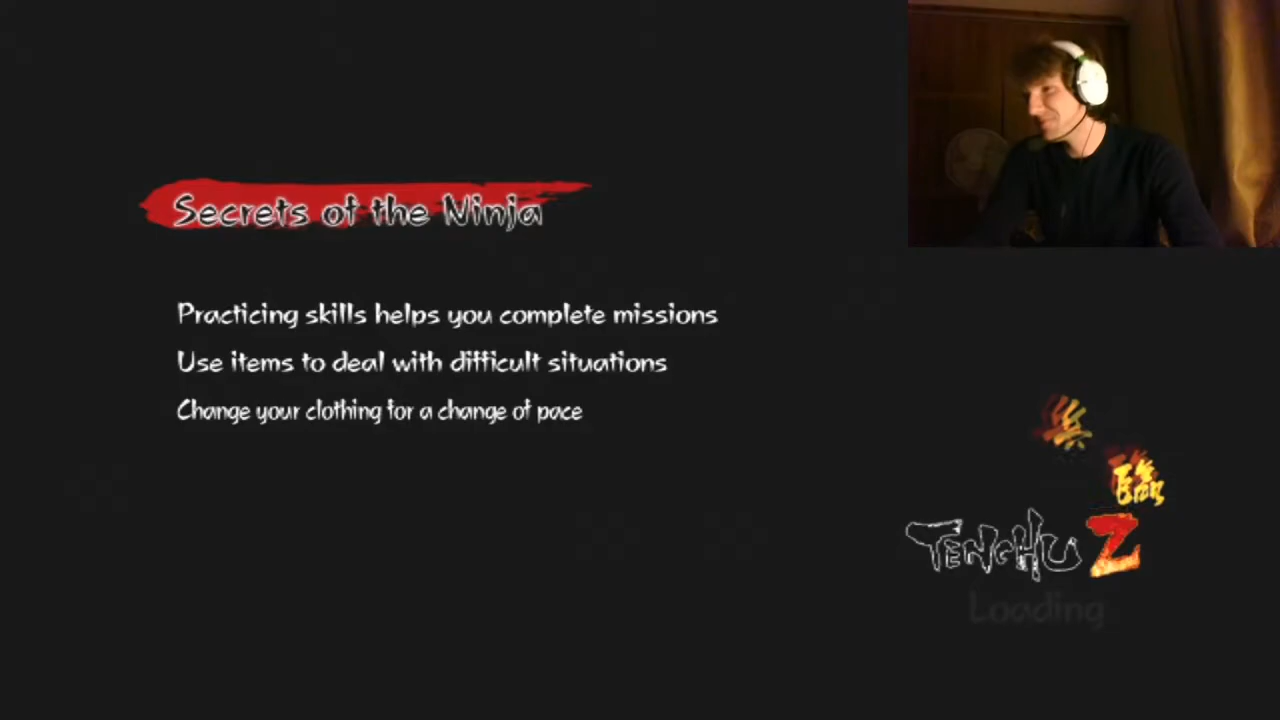 Secrets of the Ninja
Practicing skills helps you complete missions
Use items to deal with difficult situations
Change your clothing for a change of pace
臨
TENCHU Z
Loading